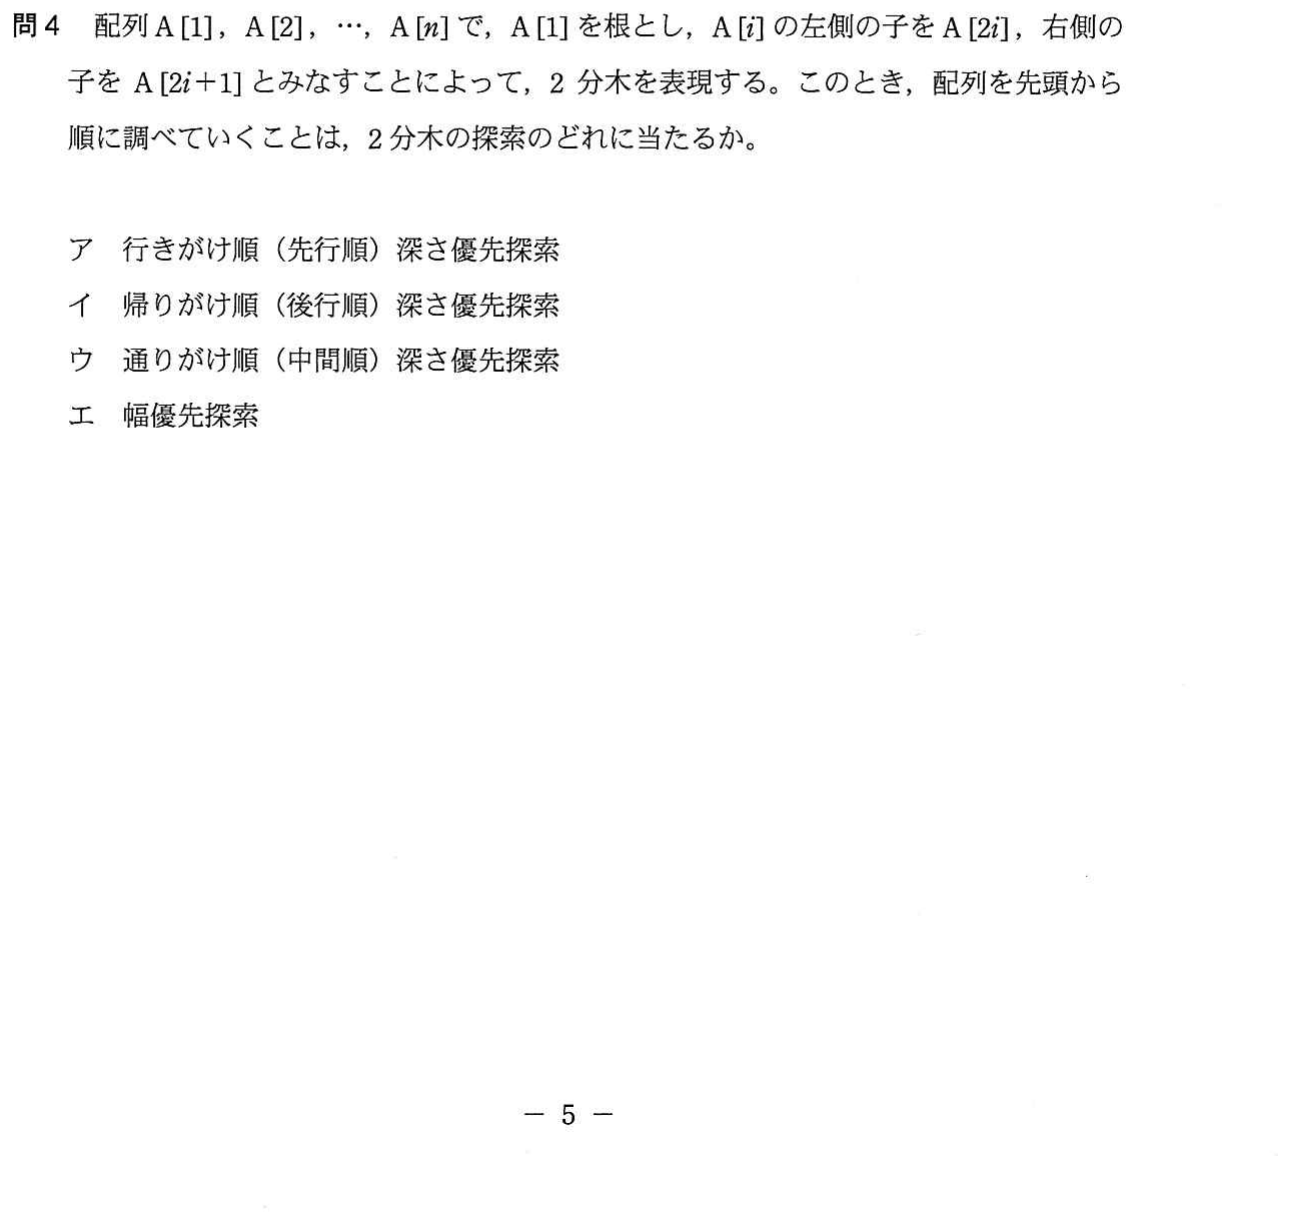 問4 配列A[1]，A[2]，…，A[n]で，A[1]を根とし，A[i]の左側の子をA[2i]，右側の
子を A[2i＋1]とみなすことによって，2 分木を表現する。このとき，配列を先頭から
順に調べていくことは，2分木の探索のどれに当たるか。
ア 行きがけ順（先行順）深さ優先探索
イ 帰りがけ順（後行順）深さ優先探索
ウ 通りがけ順（中間順）深さ優先探索
エ 幅優先探索
－ 5 －